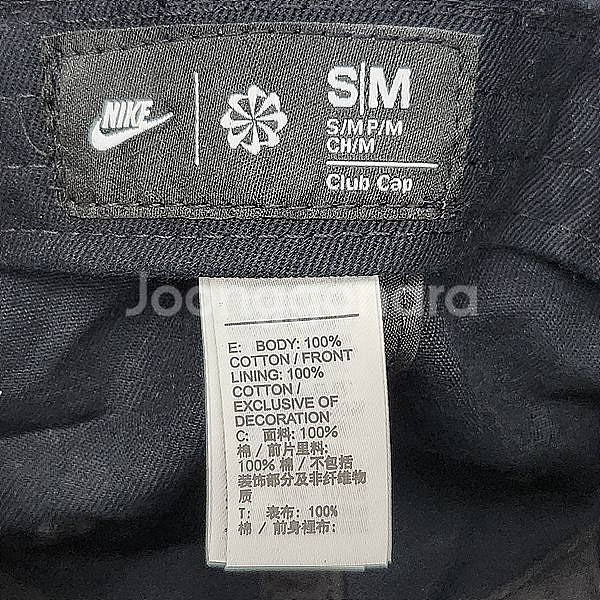 NIKE
S|M
S/M P/M
CH/M
Club Cap
Joonggonara
E: BODY: 100%
COTTON / FRONT
LINING: 100%
COTTON /
EXCLUSIVE OF
DECORATION
C: 面料: 100%
棉 / 前片里料:
100% 棉 / 不包括
装饰部分及非纤维物
质
T: 表布: 100%
棉 / 前身裡布: